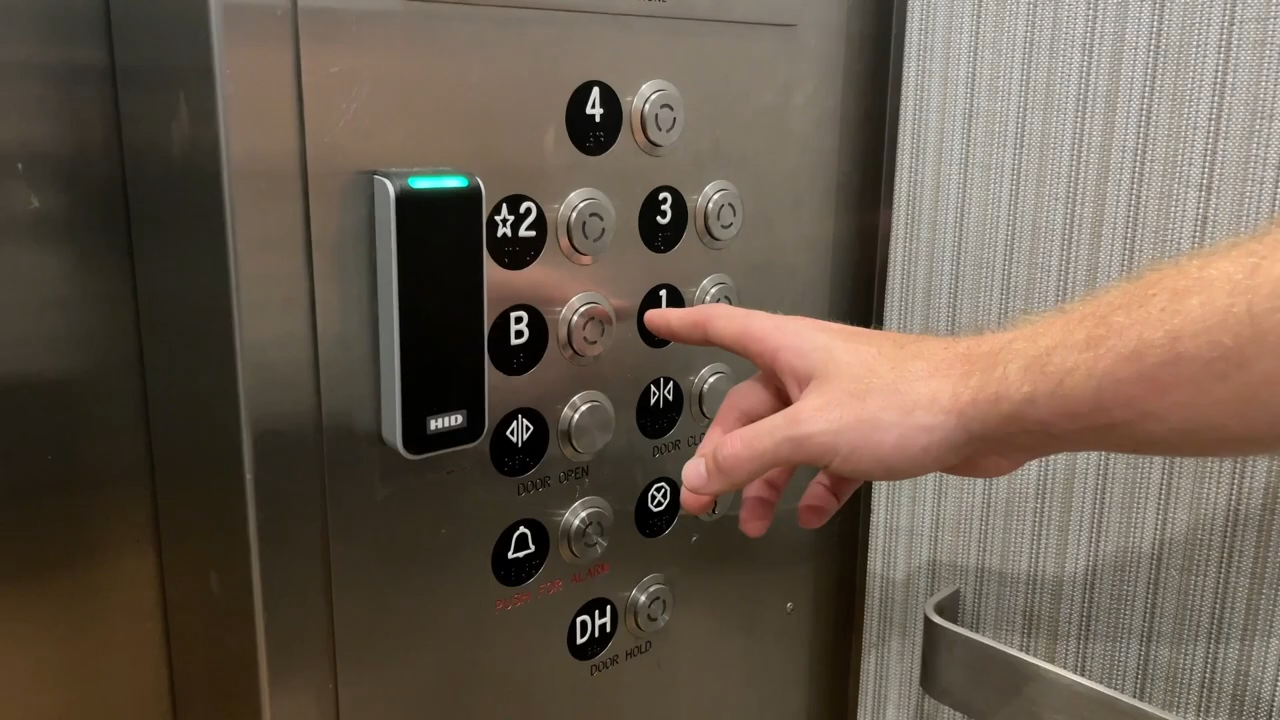 4
☆2
3
HID
B
1
DOOR OPEN
PUSH FOR ALARM
DH
DOOR HOLD